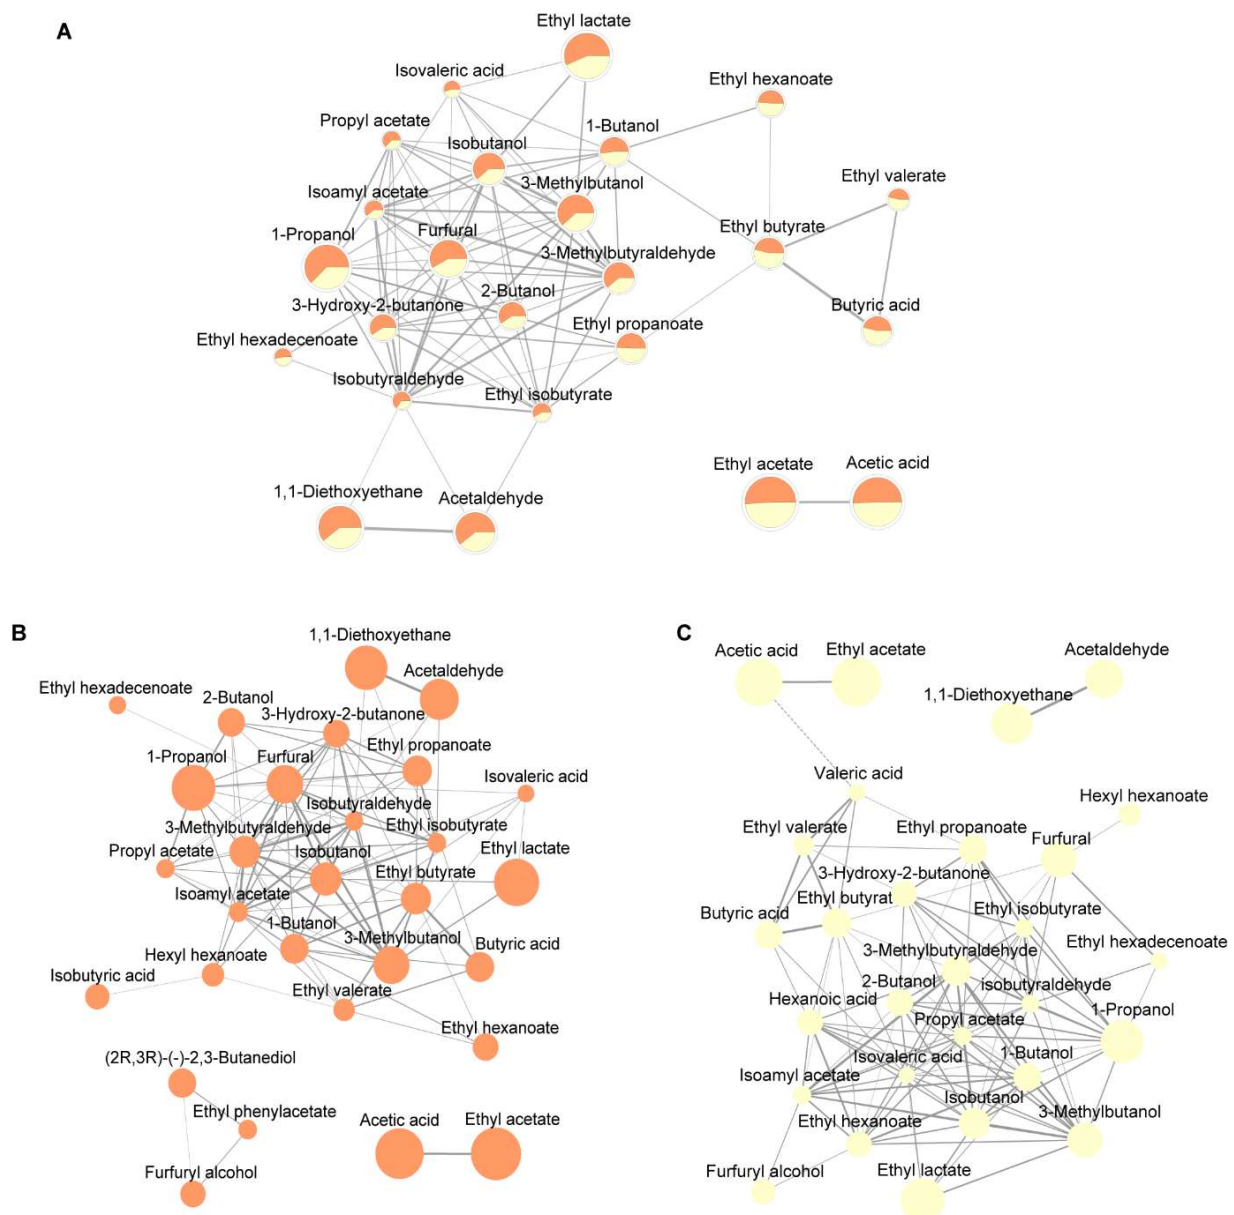 A
Ethyl lactate
Isovaleric acid
Ethyl hexanoate
Propyl acetate
1-Butanol
Isobutanol
Ethyl valerate
3-Methylbutanol
Isoamyl acetate
Ethyl butyrate
1-Propanol
Furfural
3-Methylbutyraldehyde
2-Butanol
3-Hydroxy-2-butanone
Butyric acid
Ethyl propanoate
Ethyl hexadecenoate
Isobutyraldehyde
Ethyl isobutyrate
Ethyl acetate
Acetic acid
1,1-Diethoxyethane
Acetaldehyde
B
1,1-Diethoxyethane
Acetaldehyde
Ethyl hexadecenoate
2-Butanol
3-Hydroxy-2-butanone
Ethyl propanoate
1-Propanol
Furfural
Isovaleric acid
Isobutyraldehyde
3-Methylbutyraldehyde
Ethyl isobutyrate
Propyl acetate
Isobutanol
Ethyl lactate
Ethyl butyrate
Isoamyl acetate
1-Butanol
3-Methylbutanol
Butyric acid
Hexyl hexanoate
Isobutyric acid
Ethyl valerate
Ethyl hexanoate
(2R,3R)-(-)-2,3-Butanediol
Ethyl phenylacetate
Acetic acid
Ethyl acetate
Furfuryl alcohol
C
Acetic acid
Ethyl acetate
Acetaldehyde
1,1-Diethoxyethane
Valeric acid
Hexyl hexanoate
Ethyl valerate
Ethyl propanoate
Furfural
3-Hydroxy-2-butanone
Ethyl butyrat
Butyric acid
Ethyl isobutyrate
Ethyl hexadecenoate
3-Methylbutyraldehyde
2-Butanol
isobutyraldehyde
Hexanoic acid
1-Propanol
Propyl acetate
Isovaleric acid
1-Butanol
Isoamyl acetate
Isobutanol
3-Methylbutanol
Ethyl hexanoate
Furfuryl alcohol
Ethyl lactate